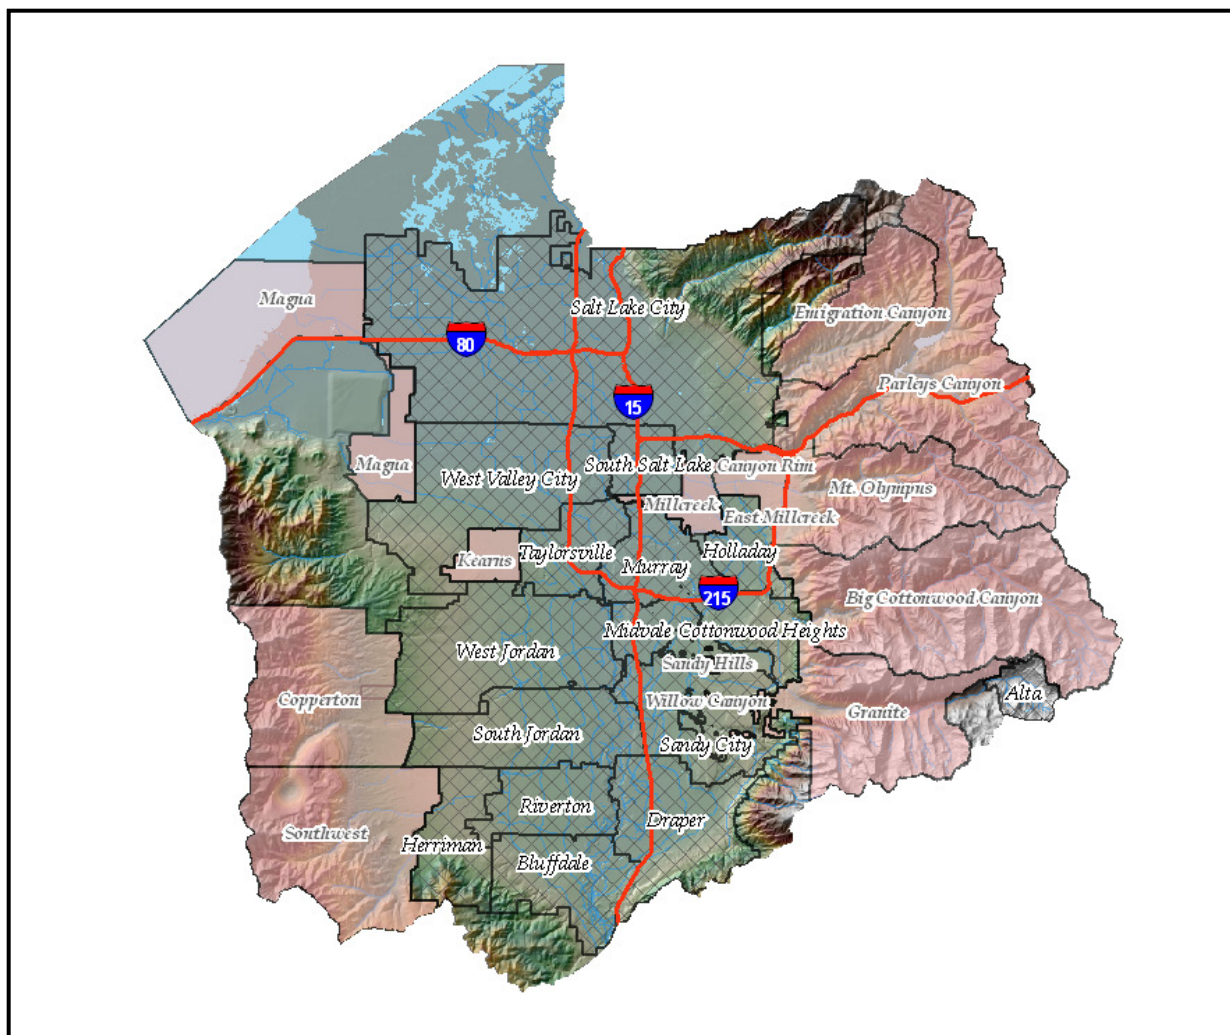 Magna
Salt Lake City
Emigration Canyon
80
Parleys Canyon
15
Magna
West Valley City
South Salt Lake
Canyon Rim
Mt. Olympus
Millcreek
East Millcreek
Kearns
Taylorsville
Murray
Holladay
215
Big Cottonwood Canyon
Midvale
Cottonwood Heights
West Jordan
Sandy Hills
Copperton
Willow Canyon
Granite
Alta
South Jordan
Sandy City
Riverton
Draper
Southwest
Herriman
Bluffdale